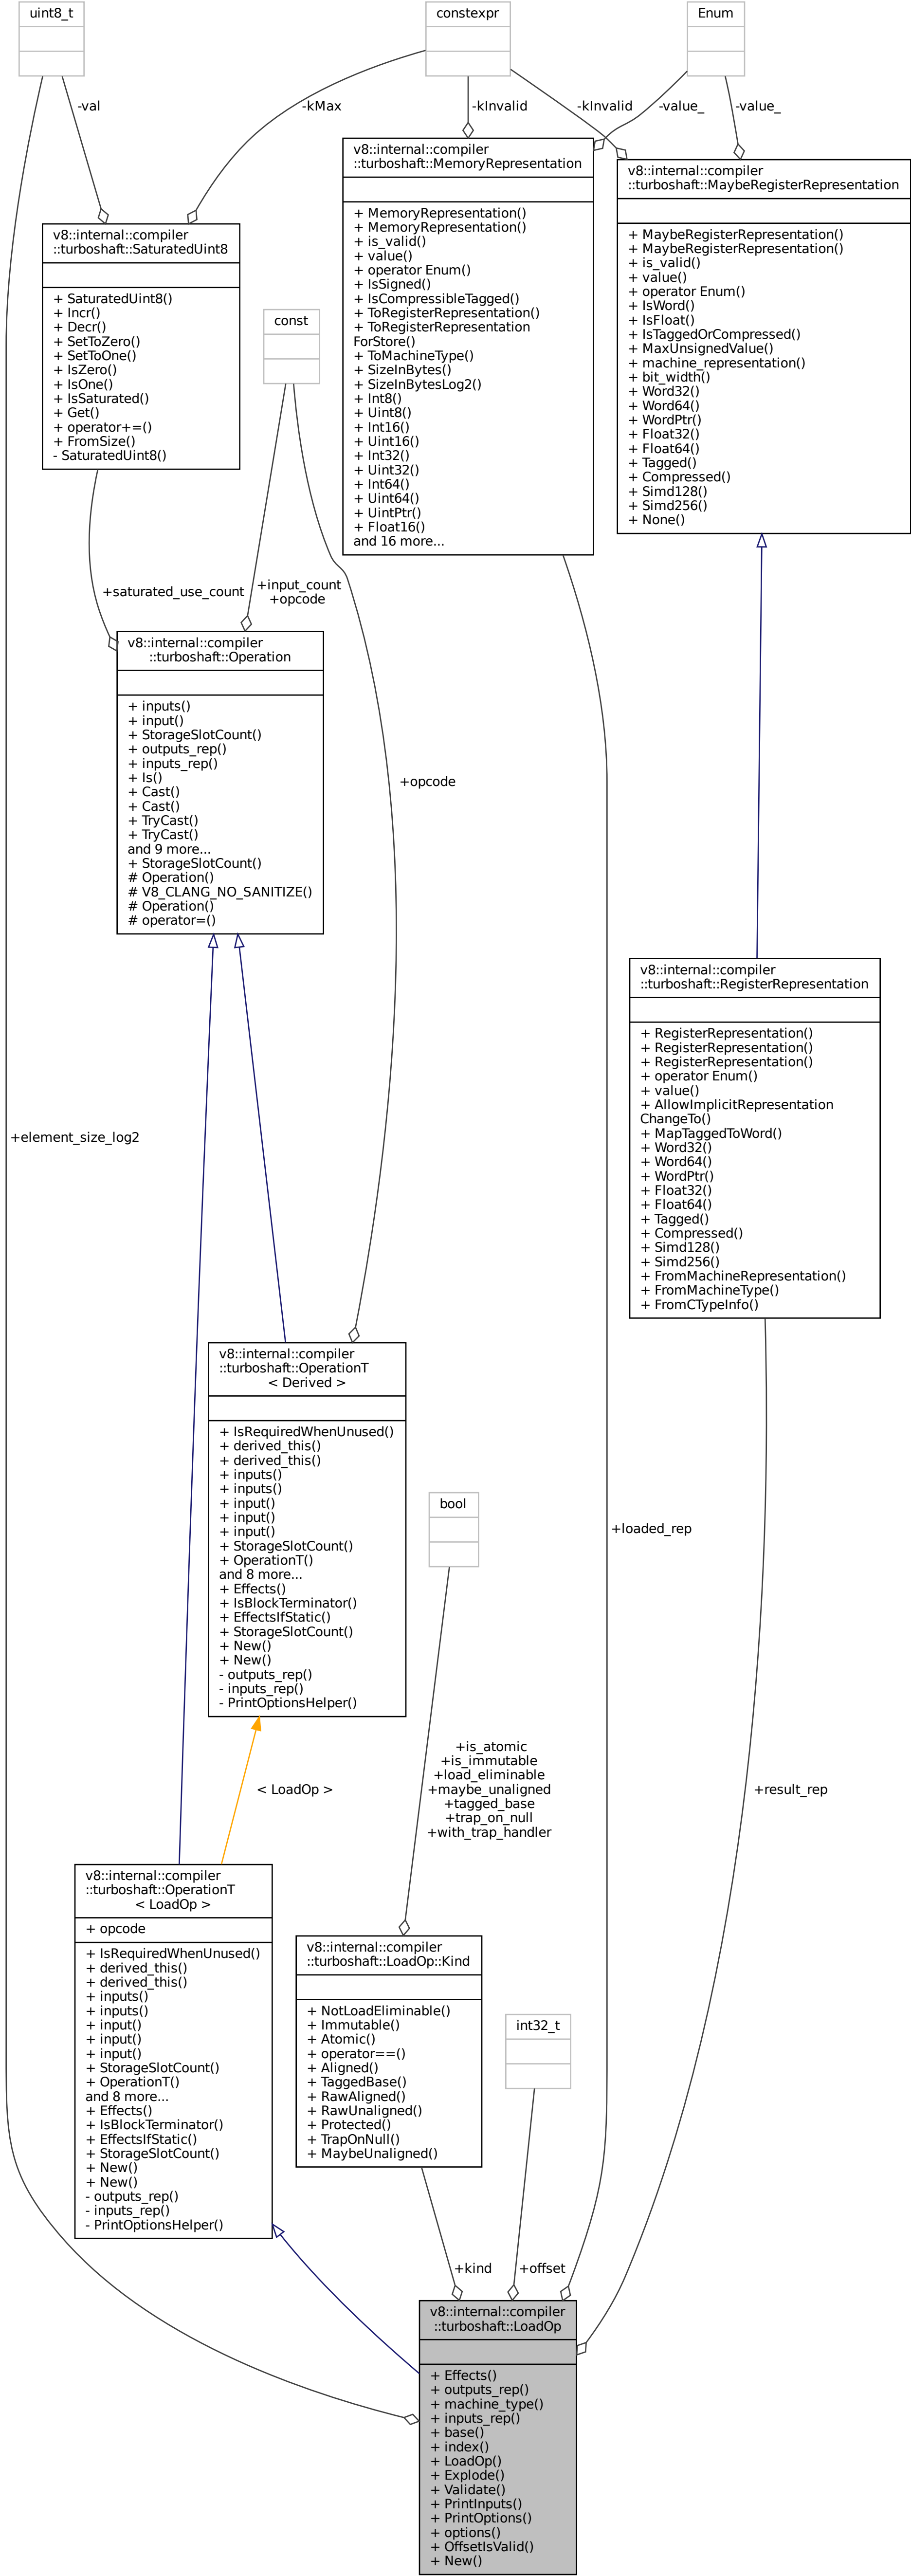 uint8_t
constexpr
Enum
-val
-kMax
-kInvalid
-kInvalid
-value_
-value_
v8::internal::compiler
::turboshaft::MemoryRepresentation
+ MemoryRepresentation()
+ MemoryRepresentation()
+ is_valid()
+ value()
+ operator Enum()
+ IsSigned()
+ IsCompressibleTagged()
+ ToRegisterRepresentation()
+ ToRegisterRepresentation
ForStore()
+ ToMachineType()
+ SizeInBytes()
+ SizeInBytesLog2()
+ Int8()
+ Uint8()
+ Int16()
+ Uint16()
+ Int32()
+ Uint32()
+ Int64()
+ Uint64()
+ UintPtr()
+ Float16()
and 16 more...
v8::internal::compiler
::turboshaft::MaybeRegisterRepresentation
+ MaybeRegisterRepresentation()
+ MaybeRegisterRepresentation()
+ is_valid()
+ value()
+ operator Enum()
+ IsWord()
+ IsFloat()
+ IsTaggedOrCompressed()
+ MaxUnsignedValue()
+ machine_representation()
+ bit_width()
+ Word32()
+ Word64()
+ WordPtr()
+ Float32()
+ Float64()
+ Tagged()
+ Compressed()
+ Simd128()
+ Simd256()
+ None()
v8::internal::compiler
::turboshaft::SaturatedUint8
+ SaturatedUint8()
+ Incr()
+ Decr()
+ SetToZero()
+ SetToOne()
+ IsZero()
+ IsOne()
+ IsSaturated()
+ Get()
+ operator+=()
+ FromSize()
- SaturatedUint8()
const
+saturated_use_count
+input_count
+opcode
v8::internal::compiler
::turboshaft::Operation
+ inputs()
+ input()
+ StorageSlotCount()
+ outputs_rep()
+ inputs_rep()
+ Is()
+ Cast()
+ Cast()
+ TryCast()
+ TryCast()
and 9 more...
+ StorageSlotCount()
# Operation()
# V8_CLANG_NO_SANITIZE()
# Operation()
# operator=()
+opcode
v8::internal::compiler
::turboshaft::RegisterRepresentation
+ RegisterRepresentation()
+ RegisterRepresentation()
+ RegisterRepresentation()
+ operator Enum()
+ value()
+ AllowImplicitRepresentation
ChangeTo()
+ MapTaggedToWord()
+ Word32()
+ Word64()
+ WordPtr()
+ Float32()
+ Float64()
+ Tagged()
+ Compressed()
+ Simd128()
+ Simd256()
+ FromMachineRepresentation()
+ FromMachineType()
+ FromCTypeInfo()
+element_size_log2
v8::internal::compiler
::turboshaft::OperationT
< Derived >
+ IsRequiredWhenUnused()
+ derived_this()
+ derived_this()
+ inputs()
+ inputs()
+ input()
+ input()
+ input()
+ StorageSlotCount()
+ OperationT()
and 8 more...
+ Effects()
+ IsBlockTerminator()
+ EffectsIfStatic()
+ StorageSlotCount()
+ New()
+ New()
- outputs_rep()
- inputs_rep()
- PrintOptionsHelper()
bool
+loaded_rep
+is_atomic
+is_immutable
+load_eliminable
+maybe_unaligned
+tagged_base
+trap_on_null
+with_trap_handler
< LoadOp >
+result_rep
v8::internal::compiler
::turboshaft::OperationT
< LoadOp >
+ opcode
+ IsRequiredWhenUnused()
+ derived_this()
+ derived_this()
+ inputs()
+ inputs()
+ input()
+ input()
+ input()
+ StorageSlotCount()
+ OperationT()
and 8 more...
+ Effects()
+ IsBlockTerminator()
+ EffectsIfStatic()
+ StorageSlotCount()
+ New()
+ New()
- outputs_rep()
- inputs_rep()
- PrintOptionsHelper()
v8::internal::compiler
::turboshaft::LoadOp::Kind
+ NotLoadEliminable()
+ Immutable()
+ Atomic()
+ operator==()
+ Aligned()
+ TaggedBase()
+ RawAligned()
+ RawUnaligned()
+ Protected()
+ TrapOnNull()
+ MaybeUnaligned()
int32_t
+kind
+offset
v8::internal::compiler
::turboshaft::LoadOp
+ Effects()
+ outputs_rep()
+ machine_type()
+ inputs_rep()
+ base()
+ index()
+ LoadOp()
+ Explode()
+ Validate()
+ PrintInputs()
+ PrintOptions()
+ options()
+ OffsetIsValid()
+ New()